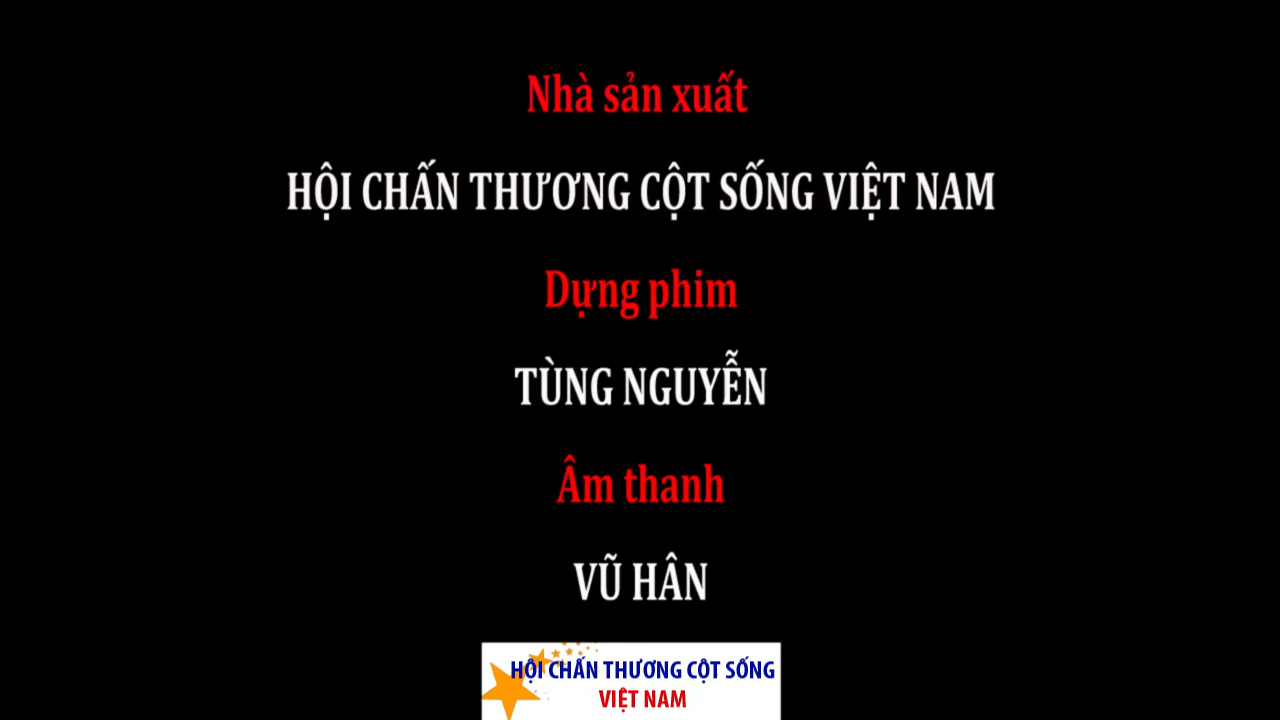 Nhà sản xuất
HỘI CHẤN THƯƠNG CỘT SỐNG VIỆT NAM
Dựng phim
TÙNG NGUYỄN
Âm thanh
VŨ HÂN
HỘI CHẤN THƯƠNG CỘT SỐNG
VIỆT NAM